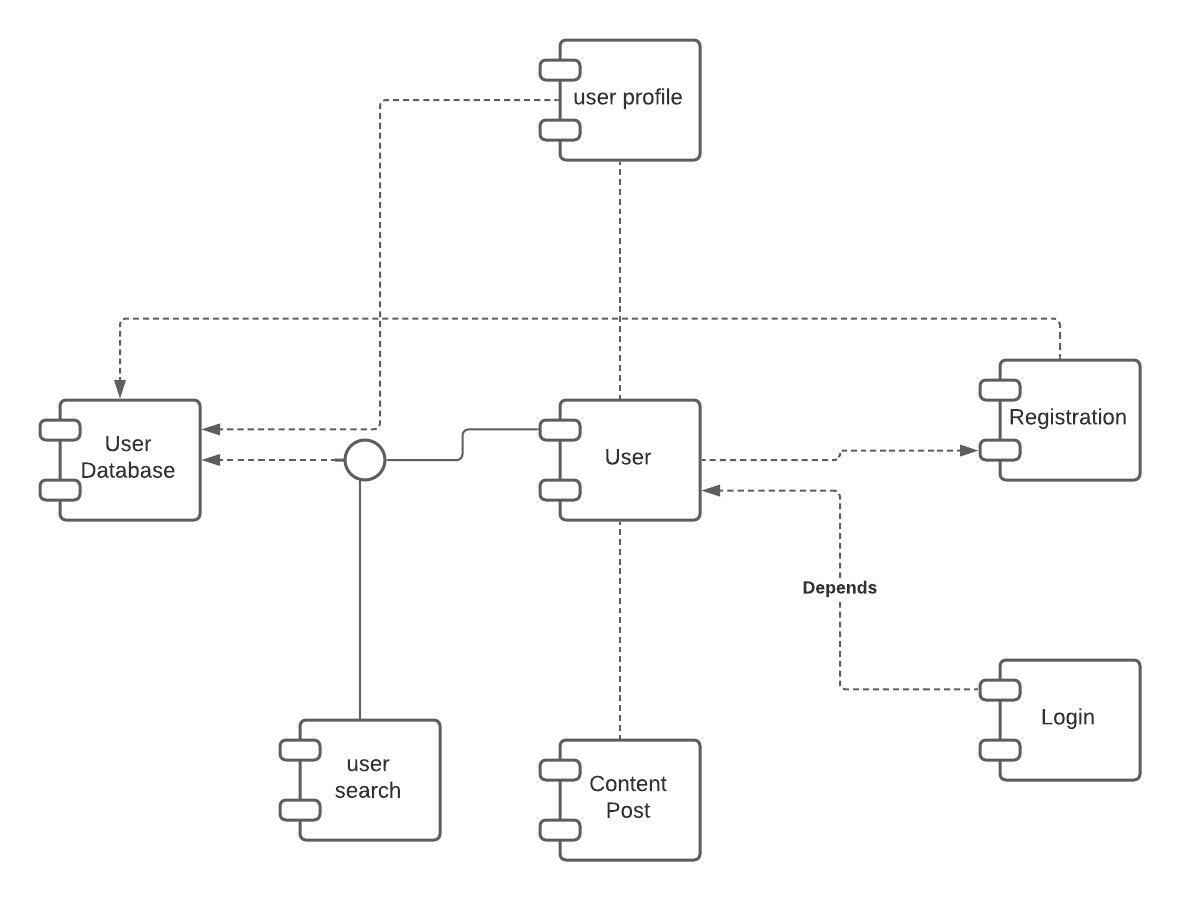 user profile
User
Database
User
Registration
Depends
Login
user
search
Content
Post